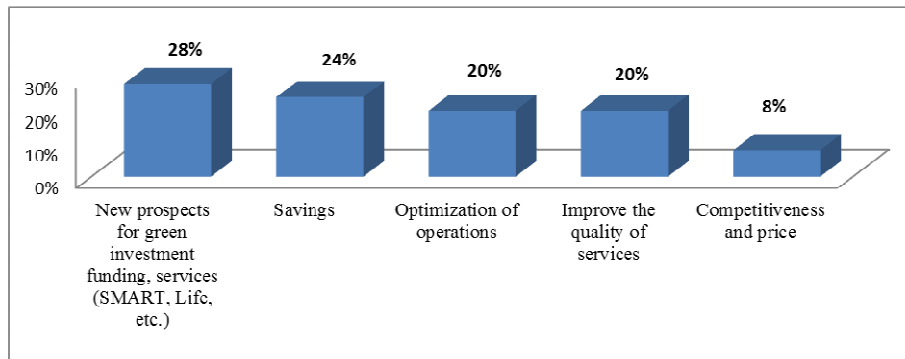 28%
24%
20%
20%
8%
30%
20%
10%
0%
New prospects
for green
investment
funding, services
(SMART, Life,
etc.)
Savings
Optimization of
operations
Improve the
quality of
services
Competitiveness
and price